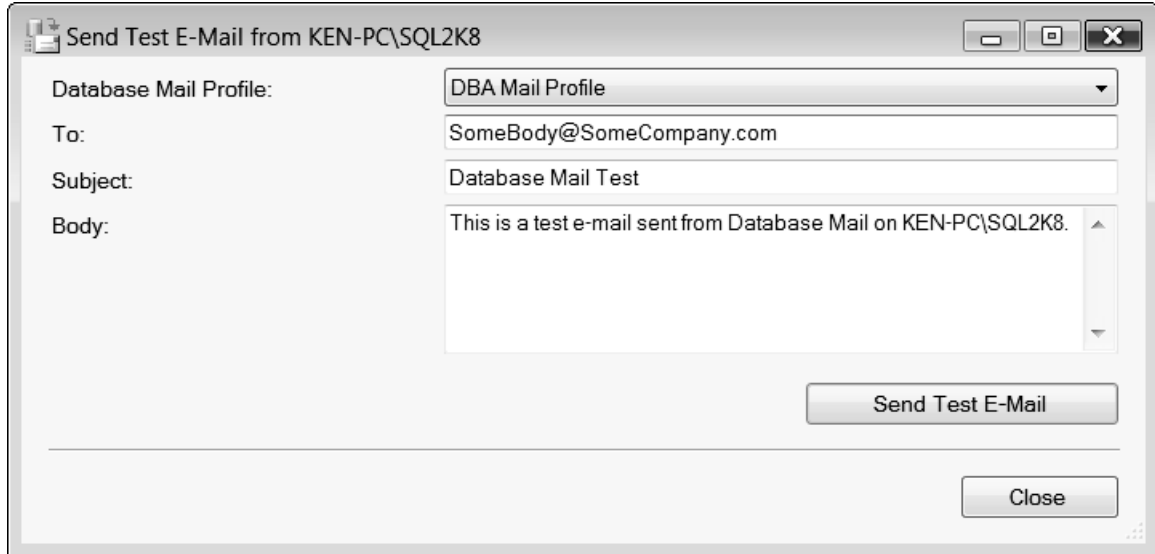 Send Test E-Mail from KEN-PC\SQL2K8
Database Mail Profile: DBA Mail Profile
To: SomeBody@SomeCompany.com
Subject: Database Mail Test
Body: This is a test e-mail sent from Database Mail on KEN-PC\SQL2K8.
Send Test E-Mail
Close